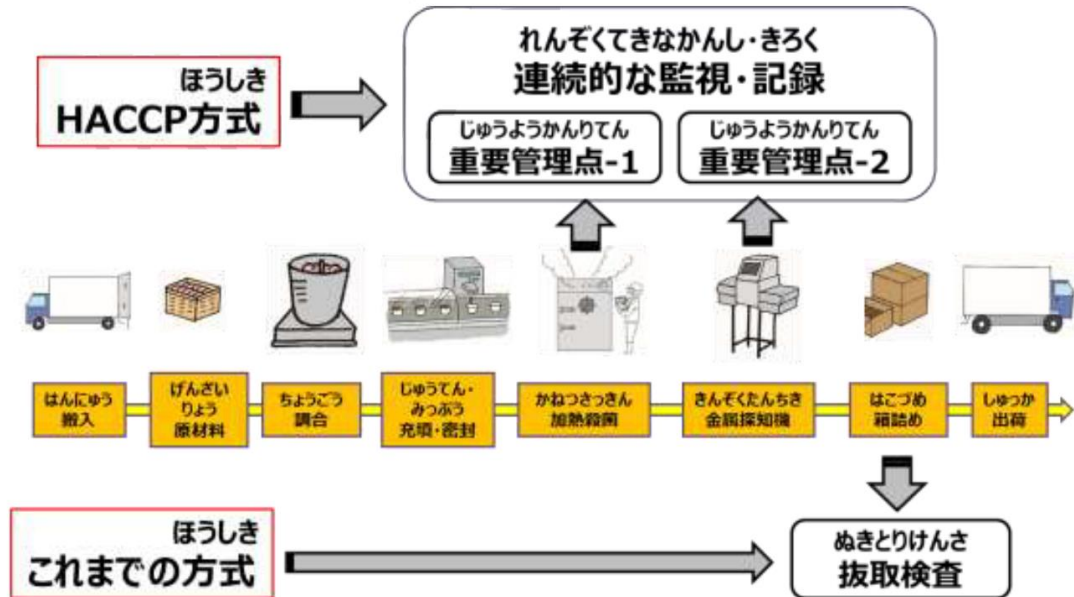 れんぞくてきなかんし・きろく
連続的な監視・記録
ほうしき
HACCP方式
じゅうようかんりてん
重要管理点-1
じゅうようかんりてん
重要管理点-2
はんにゅう
搬入
げんざい
りょう
原材料
ちょうごう
調合
じゅうてん・
みっぷう
充填・密封
かねつさっきん
加熱殺菌
きんぞくたんちき
金属探知機
はこづめ
箱詰め
しゅっか
出荷
ほうしき
これまでの方式
ぬきとりけんさ
抜取検査